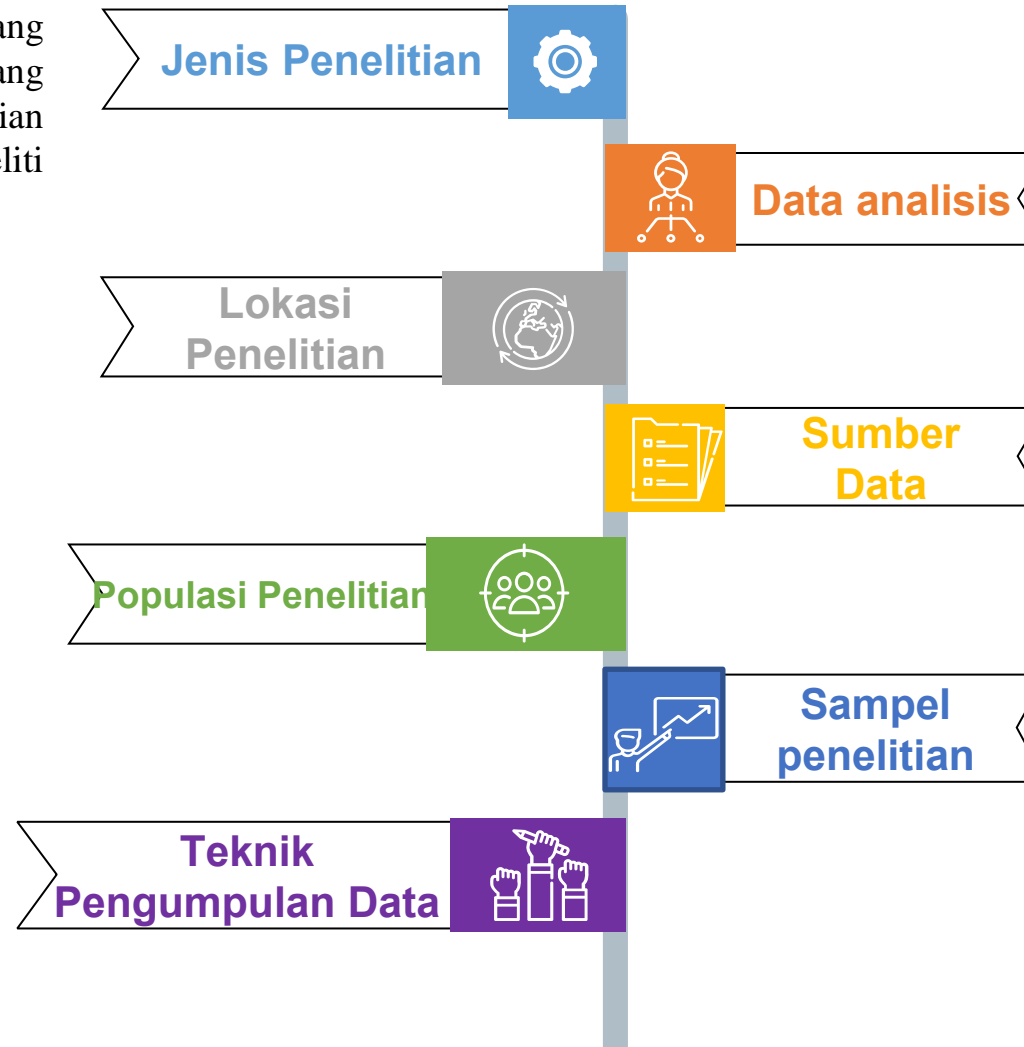 Jenis Penelitian
Data analisis
Lokasi
Penelitian
Sumber
Data
Populasi Penelitian
Sampel
penelitian
Teknik
Pengumpulan Data